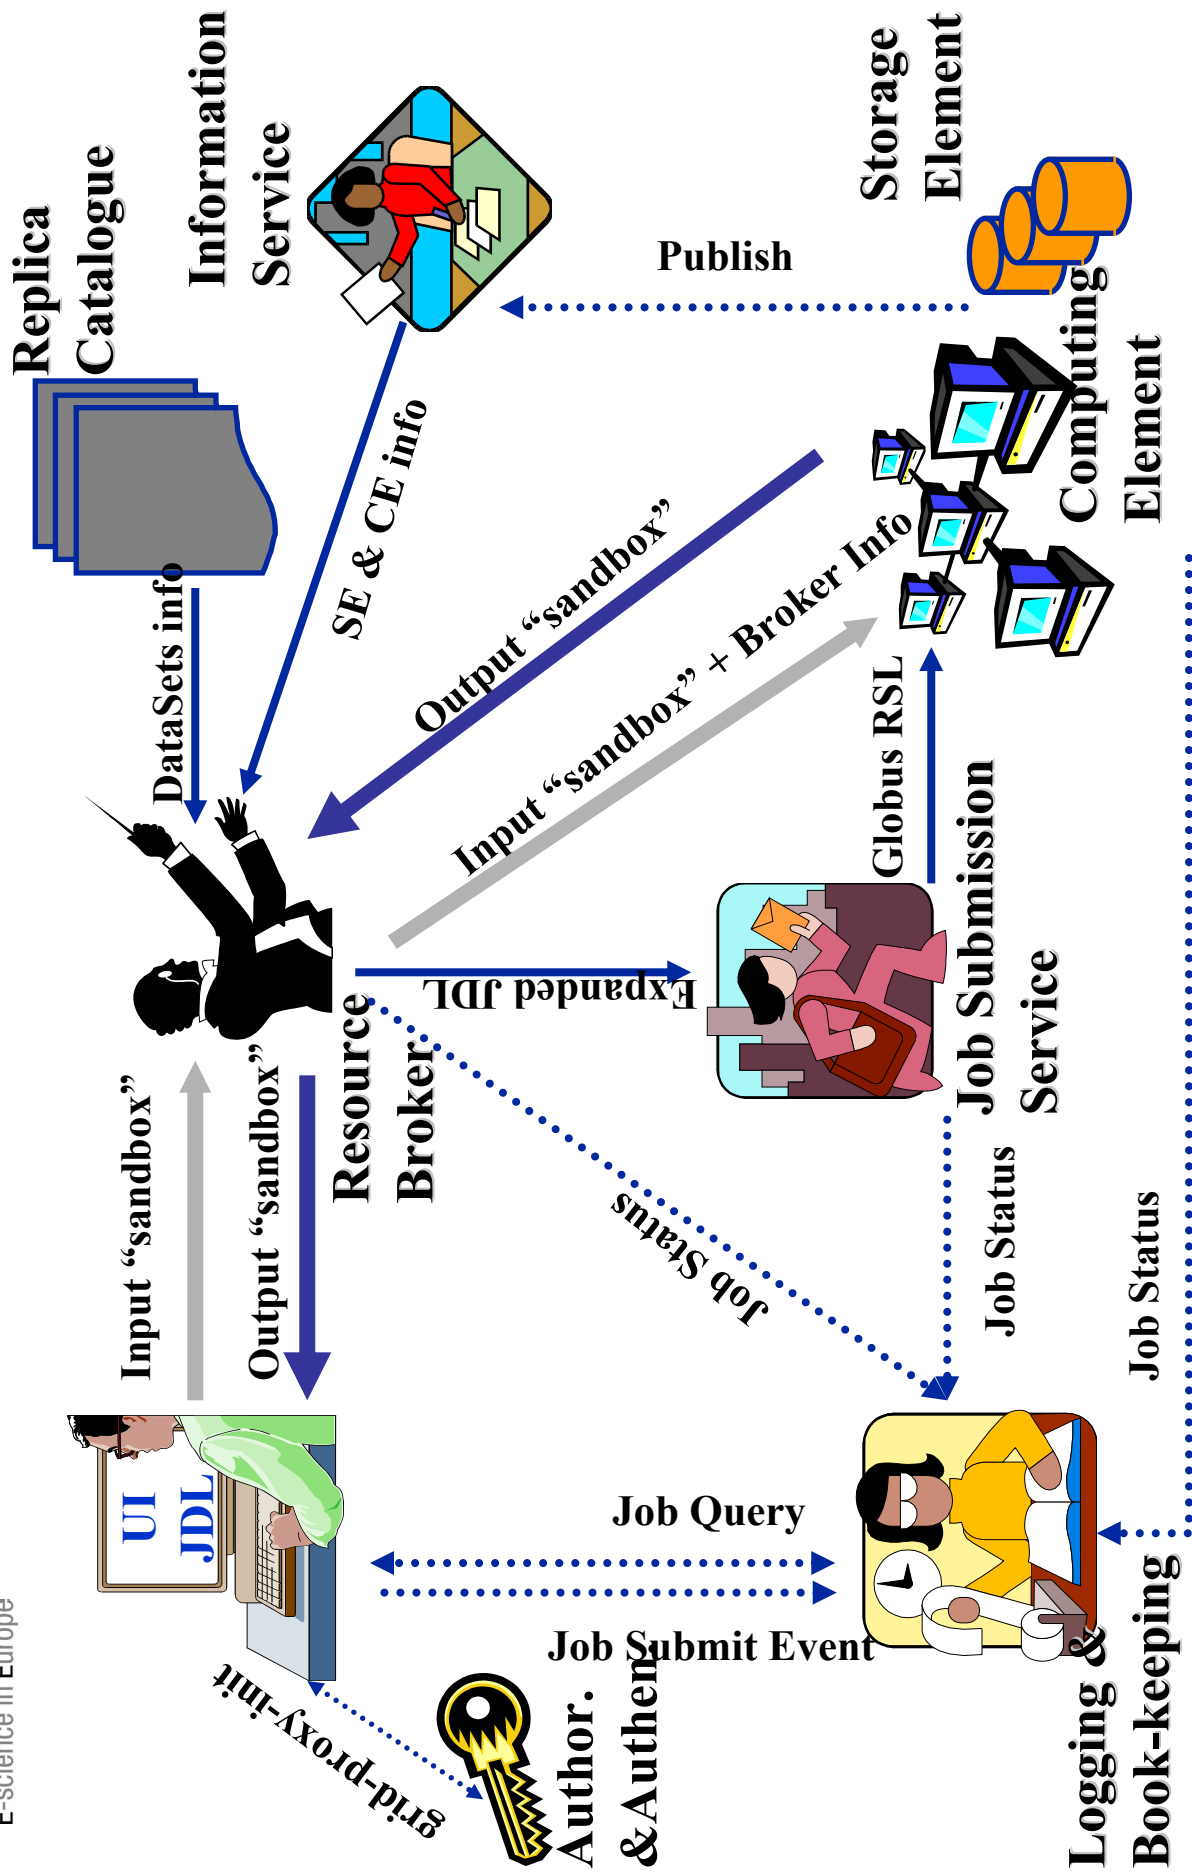 E-science in Europe
UI
JDL
Input “sandbox”
Output “sandbox”
Resource
Broker
DataSets info
Replica
Catalogue
Information
Service
SE & CE info
Output “sandbox”
Input “sandbox” + Broker Info
Expanded JDL
Publish
Storage
Element
Computing
Element
Globus RSL
Job Submission
Service
Job Status
Job Status
Job Status
Job Query
Job Submit Event
grid-proxy-init
Author.
&Authen.
Logging &
Book-keeping